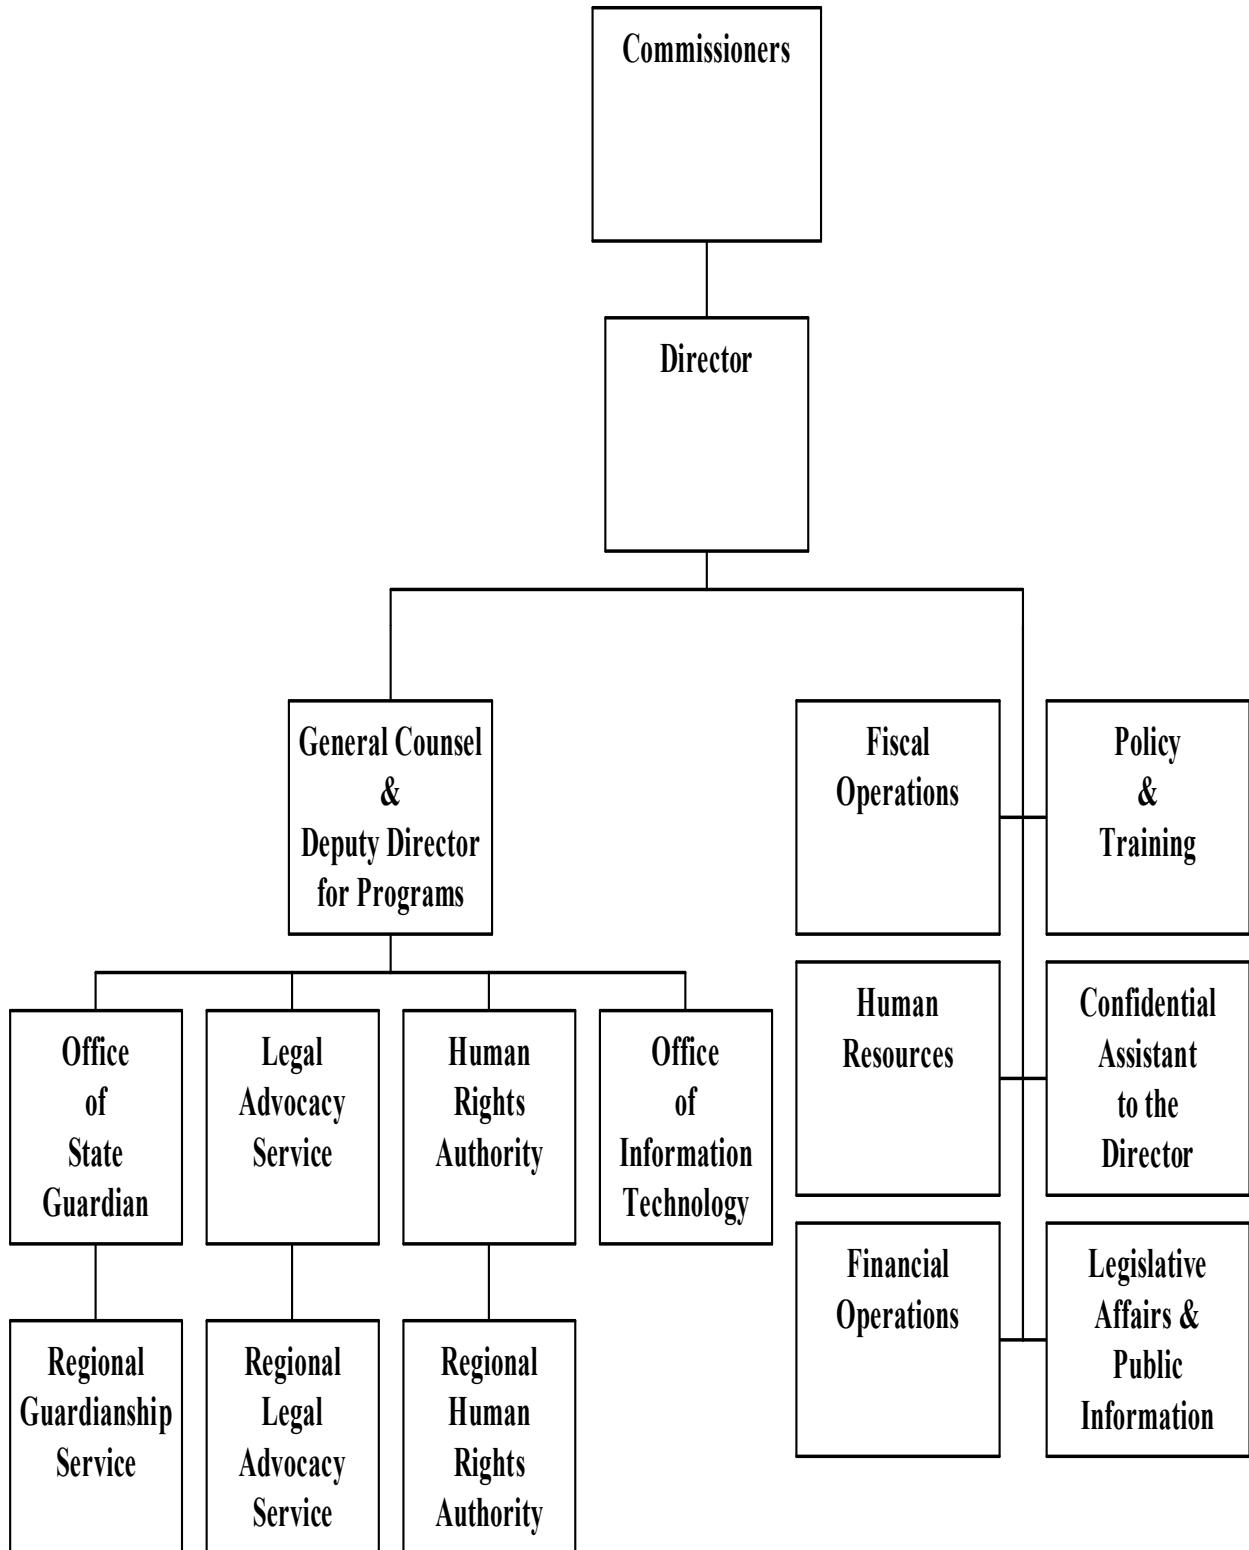 Commissioners
Director
General Counsel
&
Deputy Director
for Programs
Fiscal
Operations
Policy
&
Training
Human
Resources
Confidential
Assistant
to the
Director
Financial
Operations
Legislative
Affairs &
Public
Information
Office
of
State
Guardian
Legal
Advocacy
Service
Human
Rights
Authority
Office
of
Information
Technology
Regional
Guardianship
Service
Regional
Legal
Advocacy
Service
Regional
Human
Rights
Authority